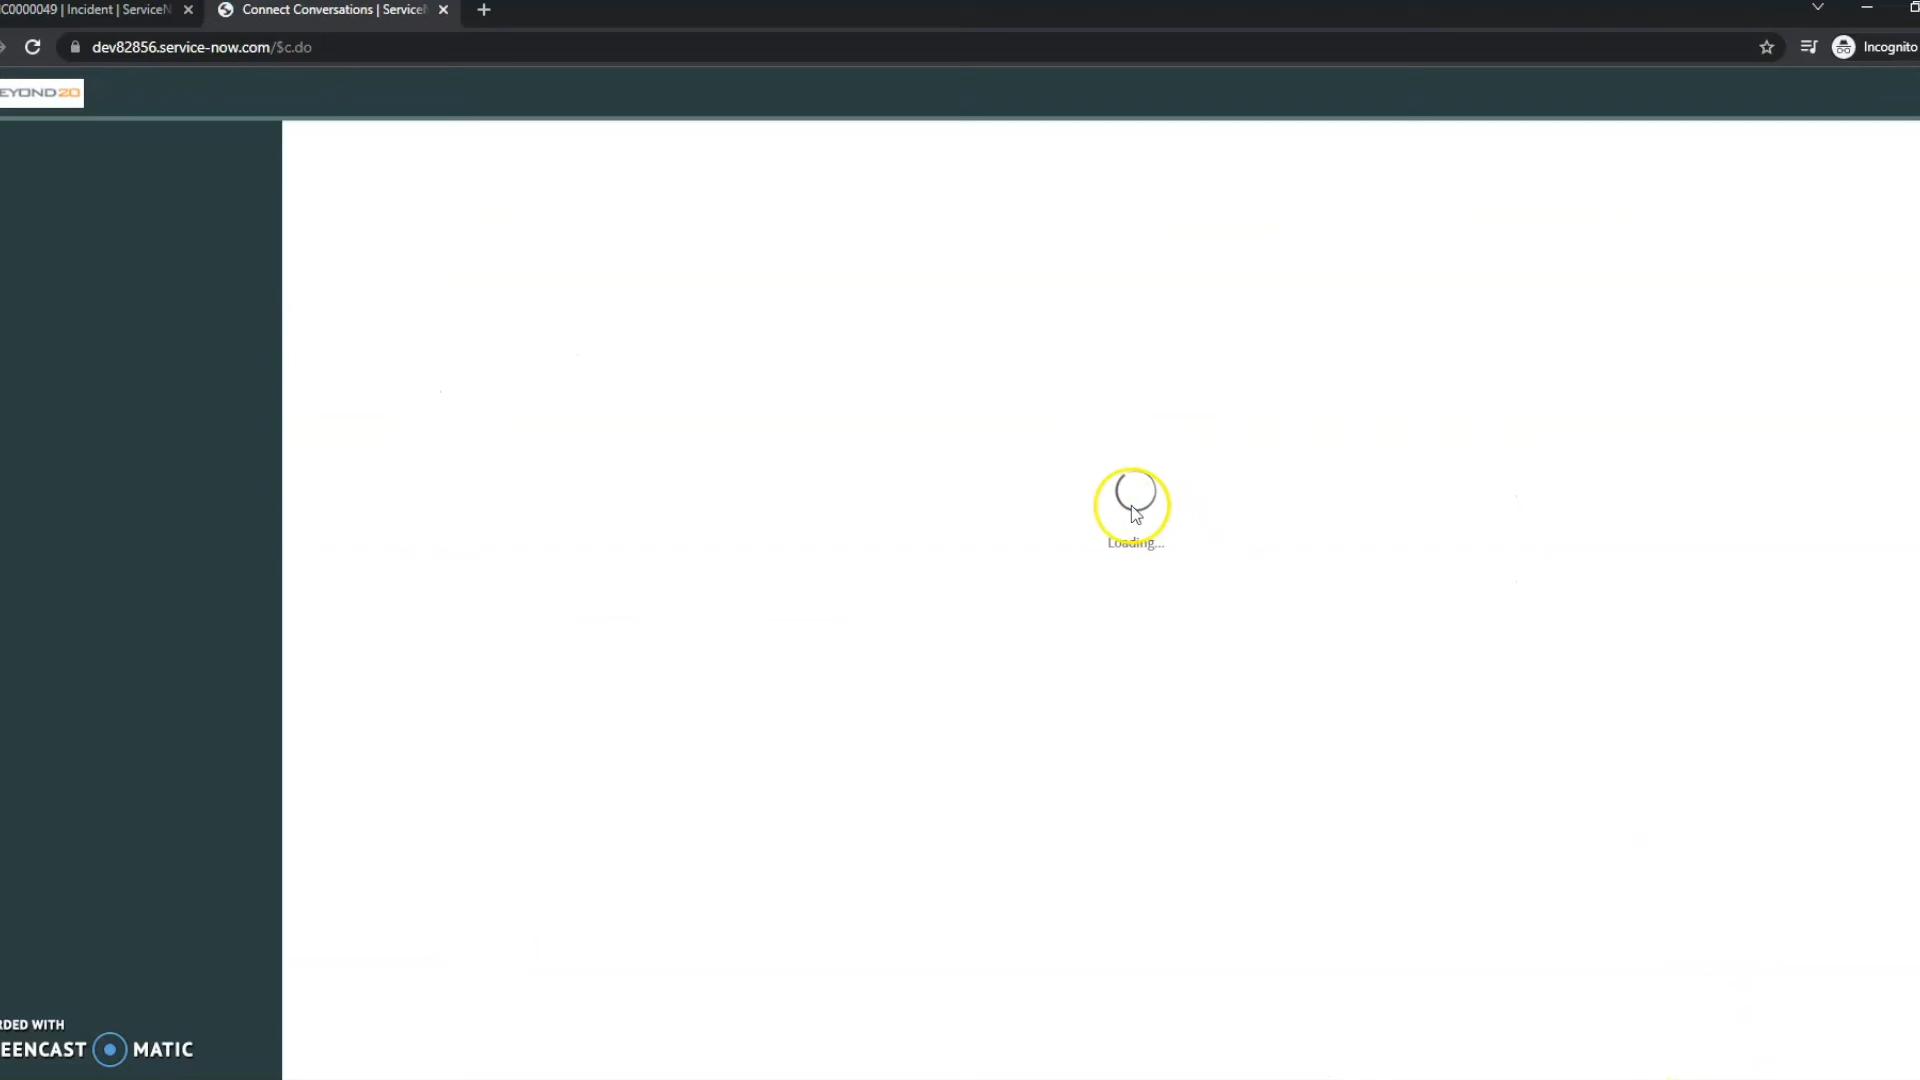 C0000049 | Incident | ServiceN
Connect Conversations | Service
dev82856.service-now.com/$c.do
Incognito
EYOND20
Loading...
RDED WITH
EENCAST MATIC